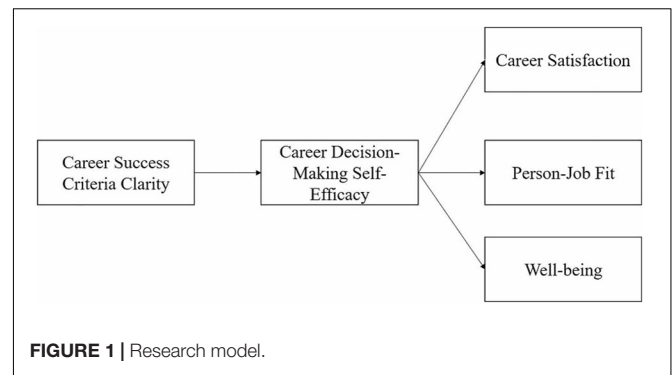 Career Satisfaction
Career Success
Criteria Clarity
Career Decision-
Making Self-
Efficacy
Person-Job Fit
Well-being
FIGURE 1 | Research model.